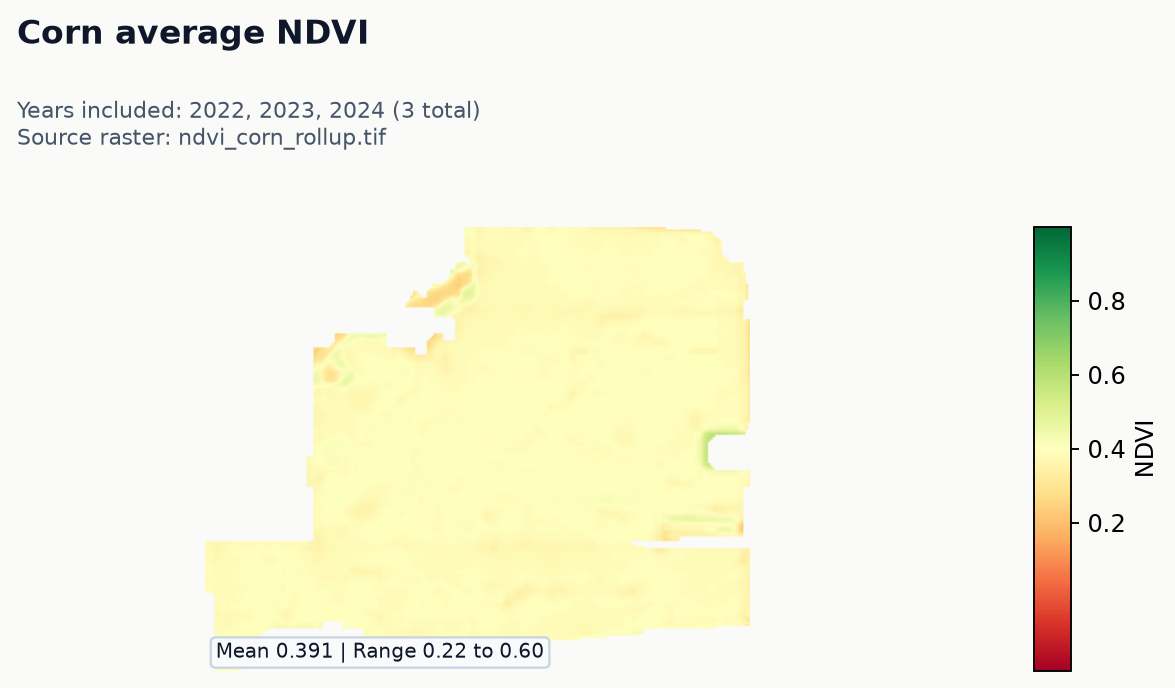 Corn average NDVI
Years included: 2022, 2023, 2024 (3 total)
Source raster: ndvi_corn_rollup.tif
0.8
0.6
0.4
0.2
NDVI
Mean 0.391 | Range 0.22 to 0.60